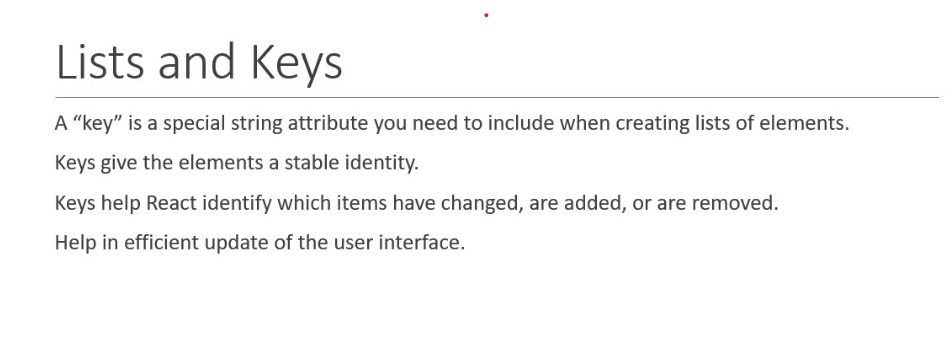 Lists and Keys
A “key” is a special string attribute you need to include when creating lists of elements.
Keys give the elements a stable identity.
Keys help React identify which items have changed, are added, or are removed.
Help in efficient update of the user interface.